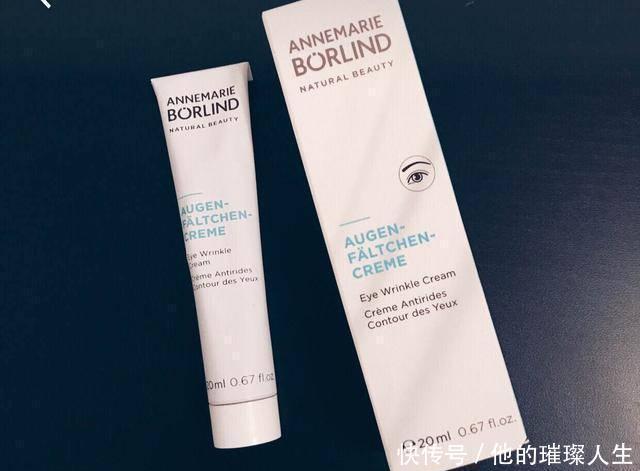 ANNEMARIE
BÖRLIND
NATURAL BEAUTY
AUGEN-
FÄLTCHEN-
CREME
Eye Wrinkle
Cream
Crème Antirides
Contour des Yeux
20ml 0.67 fl.oz.
ANNEMARIE
BÖRLIND
NATURAL BEAUTY
AUGEN-
FÄLTCHEN-
CREME
Eye Wrinkle Cream
Crème Antirides
Contour des Yeux
℮20ml 0.67 fl.oz.
快传号 / 他的璀璨人生